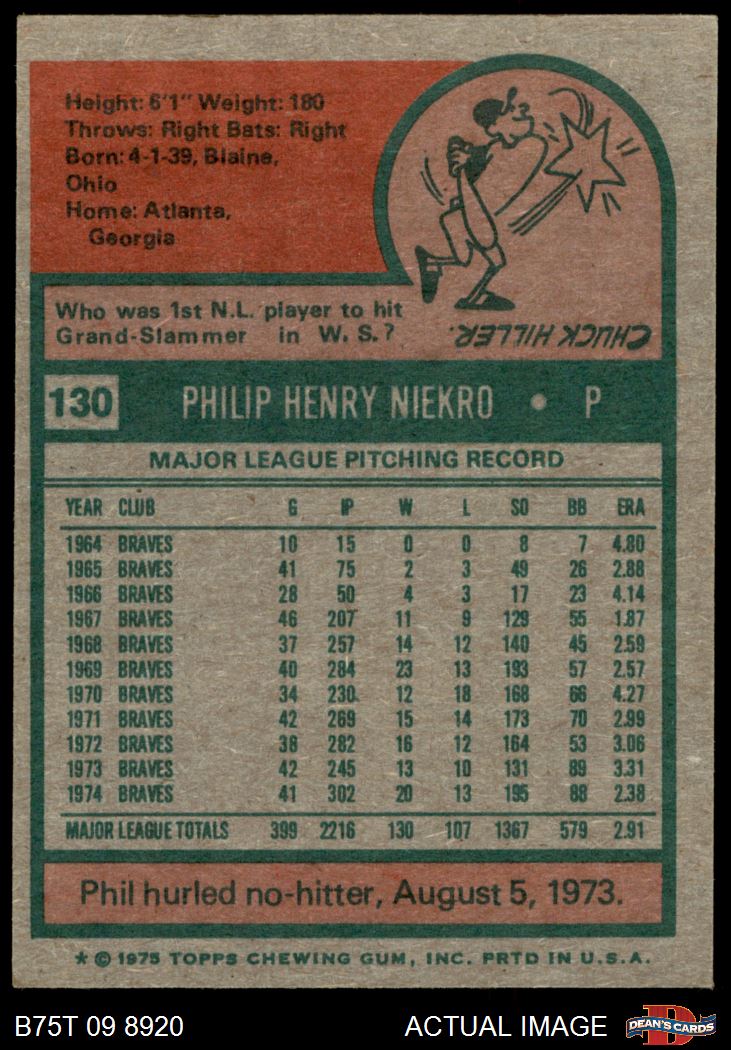 Height: 6'1" Weight: 180
Throws: Right Bats: Right
Born: 4-1-39, Blaine,
Ohio
Home: Atlanta,
Georgia
Who was 1st N.L. player to hit
Grand-Slammer in W. S.?
CHUCK HILLER.
130 PHILIP HENRY NIEKRO • P
MAJOR LEAGUE PITCHING RECORD
YEAR CLUB G IP W L SO BB ERA
1964 BRAVES 10 15 0 0 8 7 4.80
1965 BRAVES 41 75 2 3 49 26 2.88
1966 BRAVES 28 50 4 3 17 23 4.14
1967 BRAVES 46 207 11 9 129 55 1.87
1968 BRAVES 37 257 14 12 140 45 2.59
1969 BRAVES 40 284 23 13 193 57 2.57
1970 BRAVES 34 230 12 18 168 66 4.27
1971 BRAVES 42 269 15 14 173 70 2.99
1972 BRAVES 38 282 16 12 164 53 3.06
1973 BRAVES 42 245 13 10 131 89 3.31
1974 BRAVES 41 302 20 13 195 88 2.38
MAJOR LEAGUE TOTALS 399 2216 130 107 1367 579 2.91
Phil hurled no-hitter, August 5, 1973.
* © 1975 TOPPS CHEWING GUM, INC. PRTD IN U.S.A.
B75T 09 8920 ACTUAL IMAGE DEAN'S CARDS